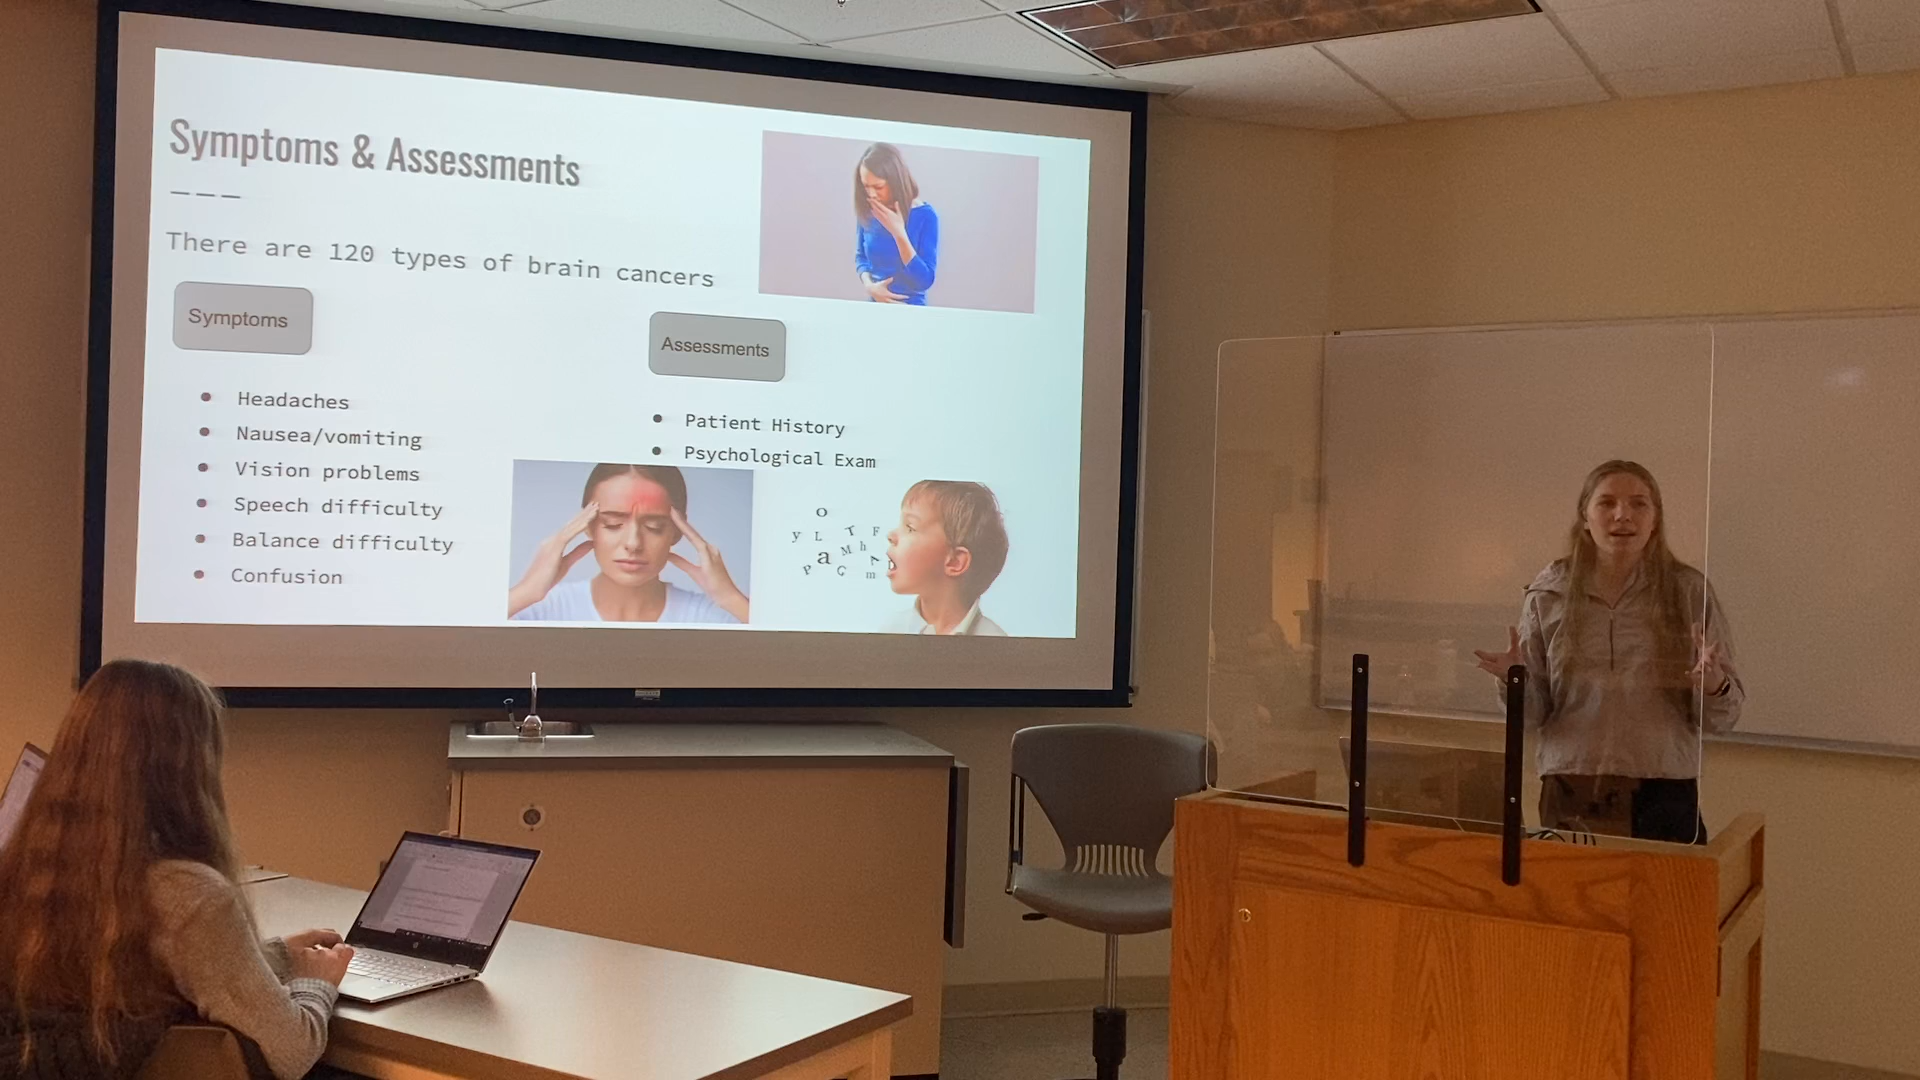 Symptoms & Assessments
There are 120 types of brain cancers
Symptoms
Headaches
Nausea/vomiting
Vision problems
Speech difficulty
Balance difficulty
Confusion
Assessments
Patient History
Psychological Exam
O
y L T F
a M h
P C m